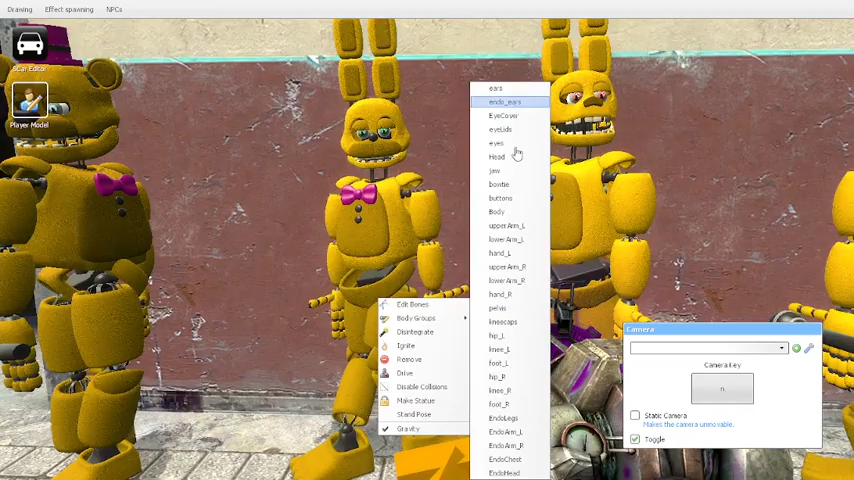 Drawing
Effect spawning
NPCs
SCar Editor
Player Model
ears
endo_ears
EyeCover
eyeLids
eyes
Head
jaw
bowtie
buttons
Body
upperArm_L
lowerArm_L
hand_L
upperArm_R
lowerArm_R
hand_R
pelvis
kneecaps
hip_L
knee_L
foot_L
hip_R
knee_R
foot_R
EndoLegs
EndoArm_L
EndoArm_R
EndoChest
EndoHead
Edit Bones
Body Groups
Disintegrate
Ignite
Remove
Drive
Disable Collisions
Make Statue
Stand Pose
Gravity
Camera
Camera Key
n
Static Camera
Makes the camera unmovable.
Toggle